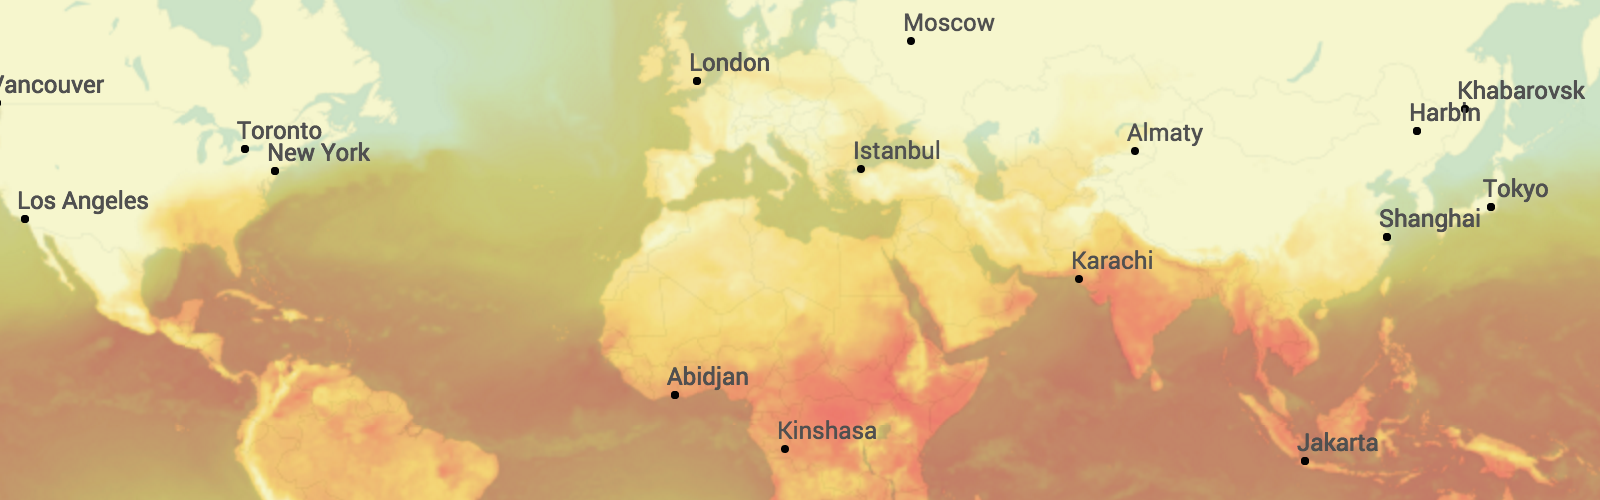 Moscow
London
Vancouver
Khabarovsk
Harbin
Toronto
Almaty
New York
Istanbul
Los Angeles
Tokyo
Shanghai
Karachi
Abidjan
Kinshasa
Jakarta